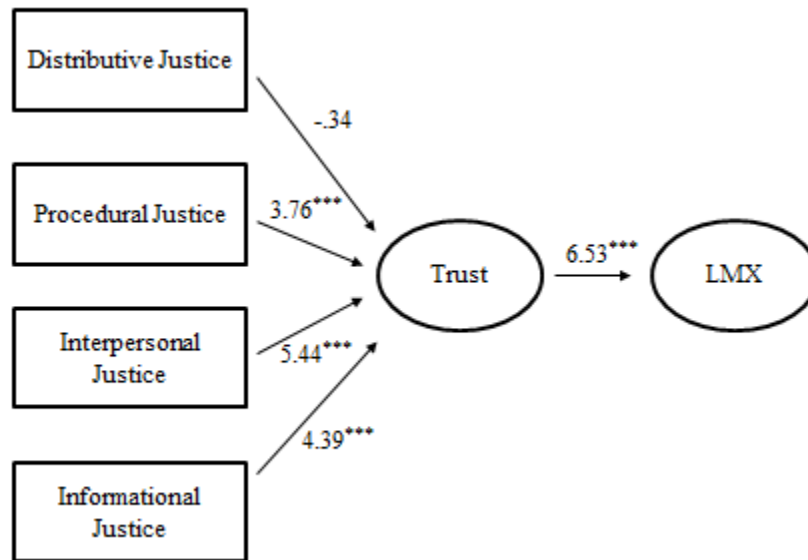 Distributive Justice
-.34
Procedural Justice
3.76***
Trust
6.53***
LMX
Interpersonal
Justice
5.44***
4.39***
Informational
Justice